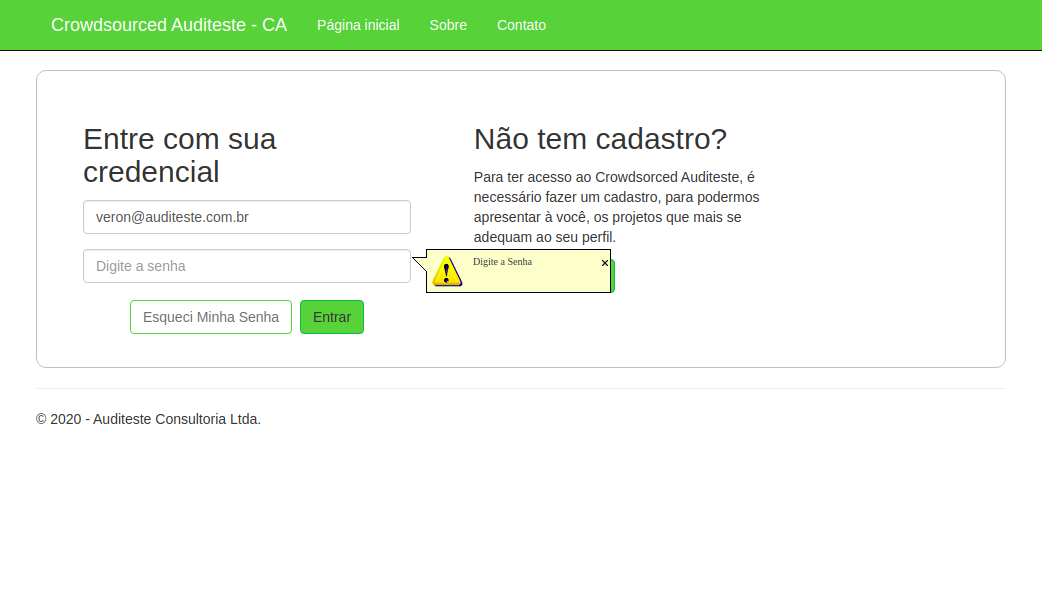 Crowdsourced Auditeste - CA Página inicial Sobre Contato
Entre com sua
credencial
veron@auditeste.com.br
Digite a senha
Esqueci Minha Senha Entrar
Não tem cadastro?
Para ter acesso ao Crowdsorced Auditeste, é
necessário fazer um cadastro, para podermos
apresentar à você, os projetos que mais se
adequam ao seu perfil.
Digite a Senha ×
© 2020 - Auditeste Consultoria Ltda.